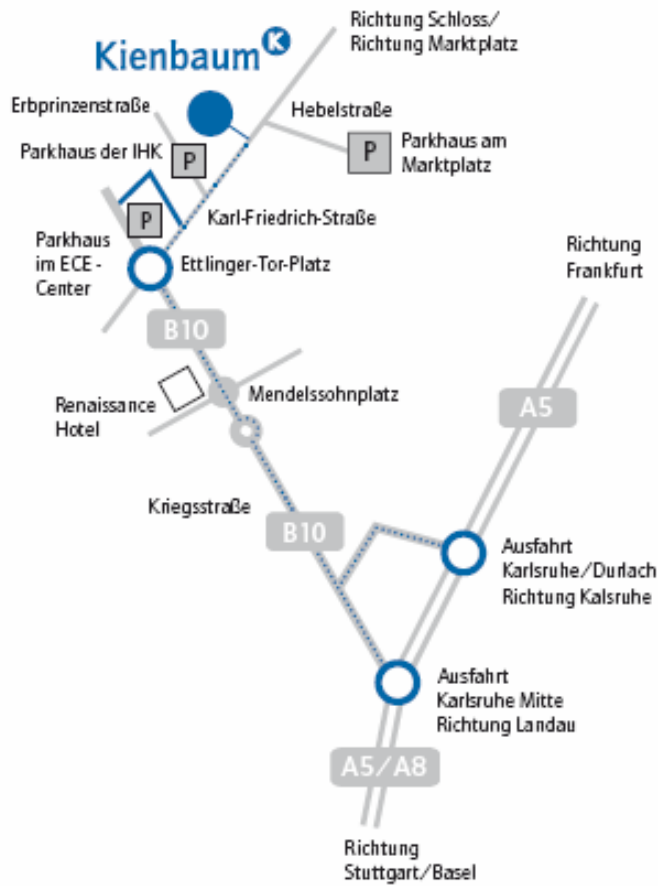 Richtung Schloss/
Richtung Marktplatz
Kienbaum K
Erbprinzenstraße
Hebelstraße
Parkhaus der IHK
P
P
Parkhaus am
Marktplatz
P
Karl-Friedrich-Straße
Parkhaus
im ECE -
Center
Ettlinger-Tor-Platz
Richtung
Frankfurt
B10
Renaissance
Hotel
Mendelssohnplatz
A5
Kriegsstraße
B10
Ausfahrt
Karlsruhe/Durlach
Richtung Kalsruhe
Ausfahrt
Karlsruhe Mitte
Richtung Landau
A5/A8
Richtung
Stuttgart/Basel